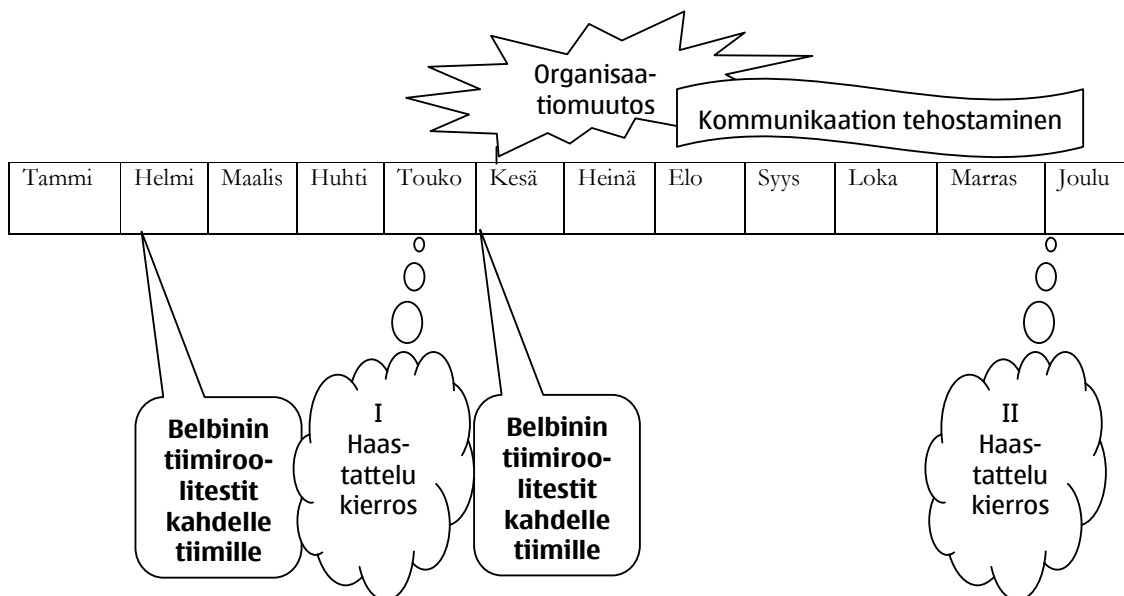 Organisaa-
tiomuutos
Kommunikaation tehostaminen
Tammi Helmi Maalis Huhti Touko Kesä Heinä Elo Syys Loka Marras Joulu
Belbinin
tiimiroo-
litestit
kahdelle
tiimille
I
Haas-
tattelu
kierros
Belbinin
tiimiroo-
litestit
kahdelle
tiimille
II
Haas-
tattelu
kierros